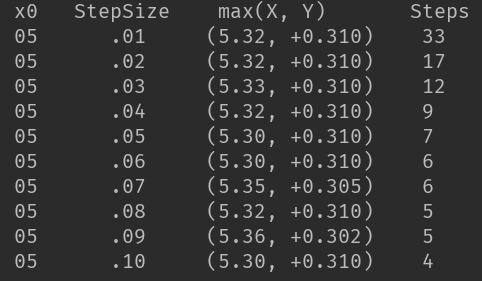 x0   StepSize    max(X, Y)       Steps
05      .01     (5.32, +0.310)    33
05      .02     (5.32, +0.310)    17
05      .03     (5.33, +0.310)    12
05      .04     (5.32, +0.310)    9
05      .05     (5.30, +0.310)    7
05      .06     (5.30, +0.310)    6
05      .07     (5.35, +0.305)    6
05      .08     (5.32, +0.310)    5
05      .09     (5.36, +0.302)    5
05      .10     (5.30, +0.310)    4